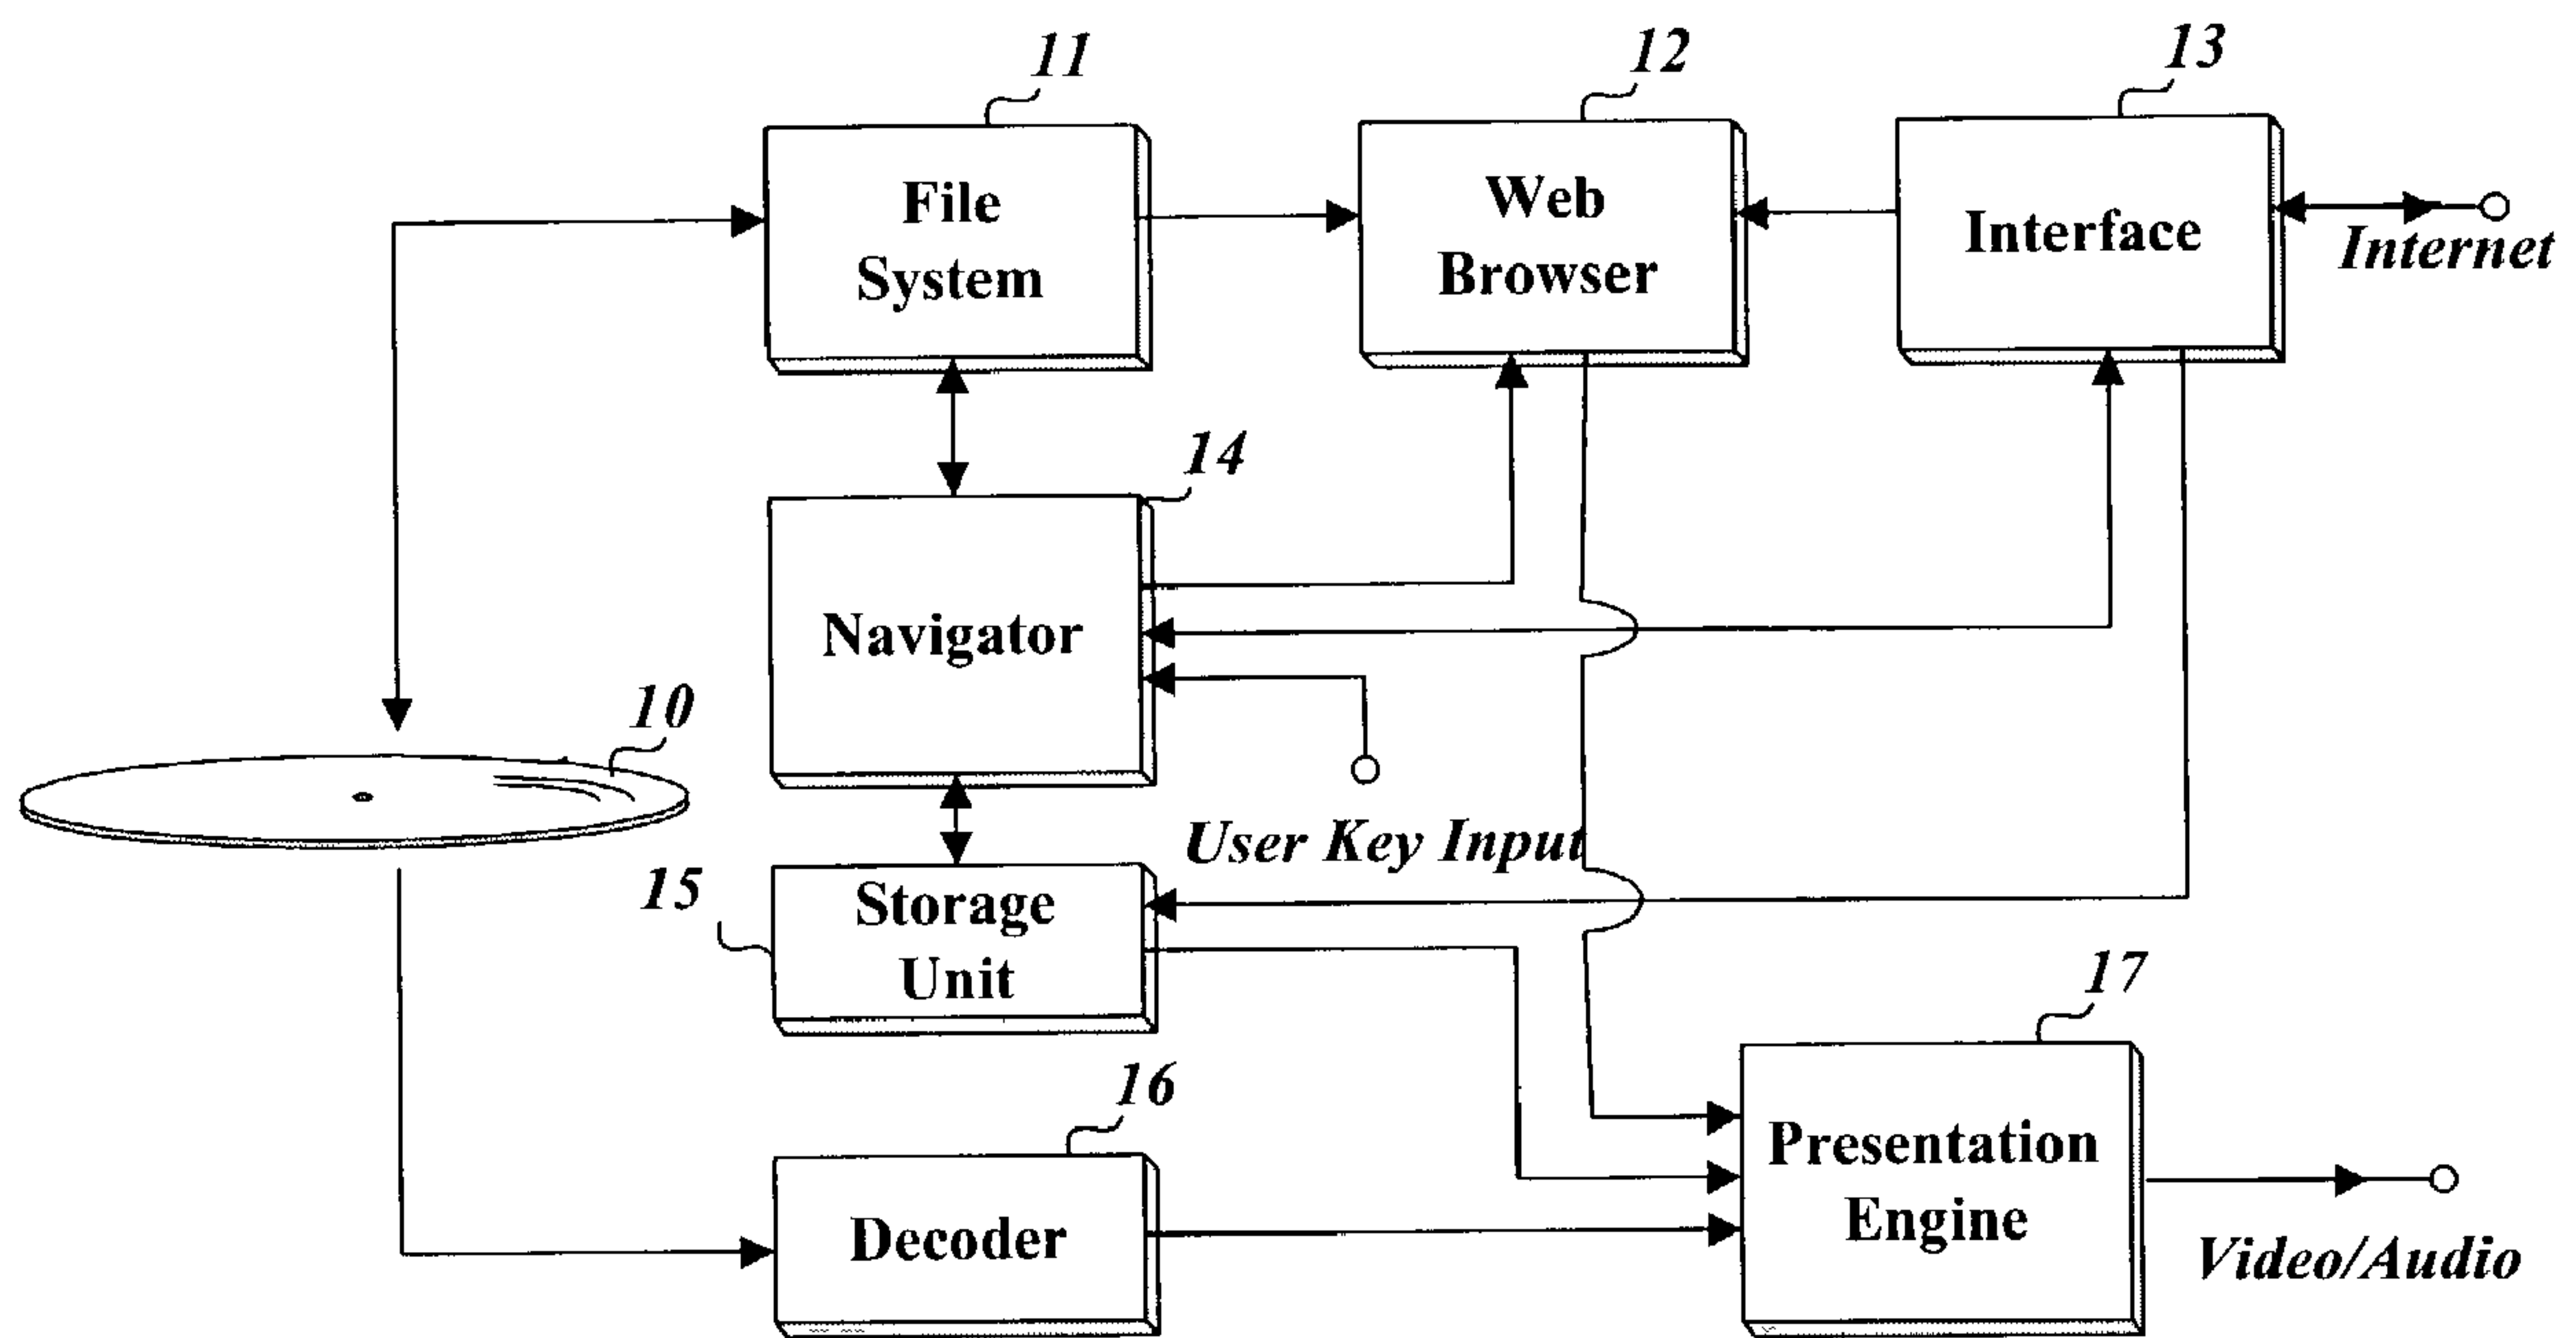 11
12
13
File
System
Web
Browser
Interface
Internet
14
Navigator
10
User Key Input
15
Storage
Unit
17
16
Presentation
Engine
Decoder
Video/Audio